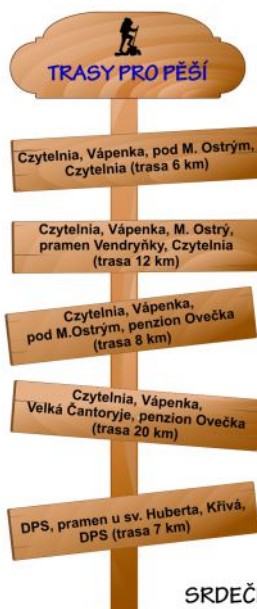 TRASY PRO PĚŠÍ
Czytelnia, Vápenka, pod M. Ostrým,
Czytelnia (trasa 6 km)
Czytelnia, Vápenka, M. Ostrý,
pramen Vendryňky, Czytelnia
(trasa 12 km)
Czytelnia, Vápenka,
pod M.Ostrým, penzion Ovečka
(trasa 8 km)
Czytelnia, Vápenka,
Velká Čantoryje, penzion Ovečka
(trasa 20 km)
DPS, pramen u sv. Huberta, Křivá,
DPS (trasa 7 km)
SRDEČ